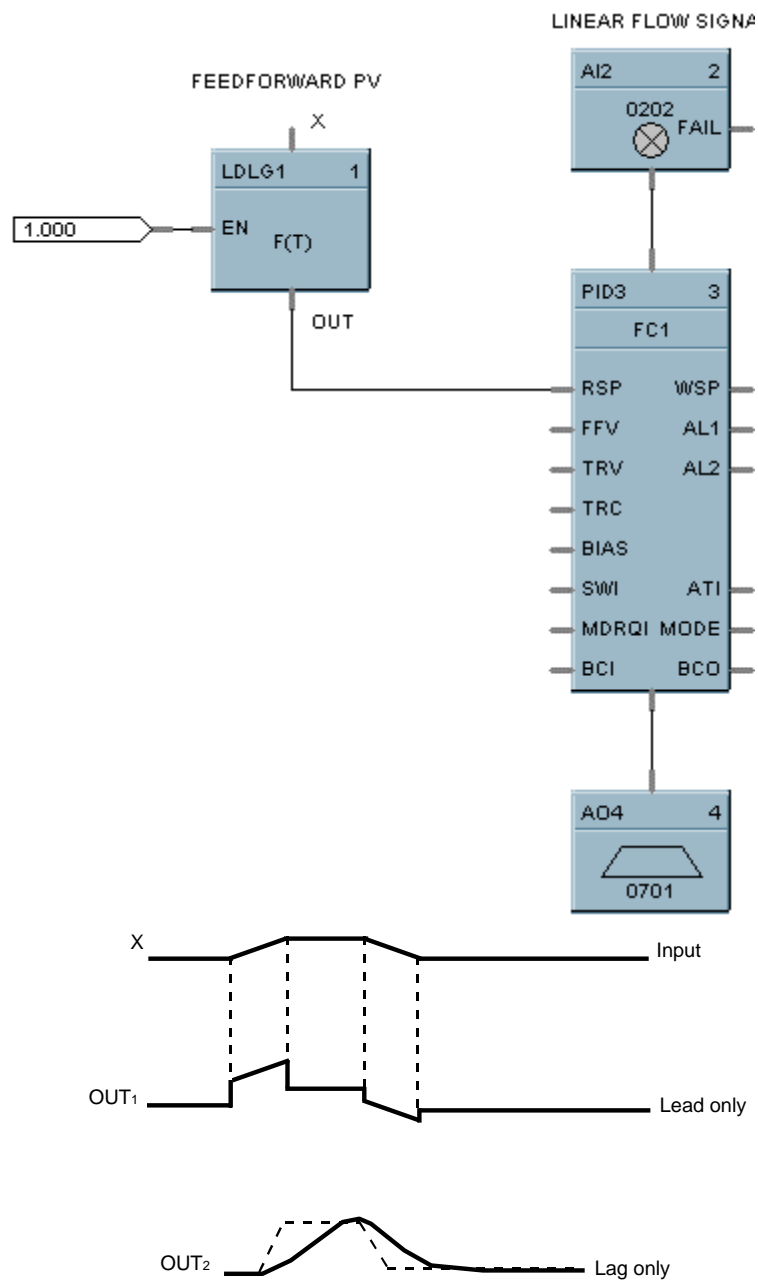 LINEAR FLOW SIGNA
AI2 2
0202
FAIL
FEEDFORWARD PV
X
LDLG1 1
1.000
EN
F(T)
OUT
PID3 3
FC1
RSP WSP
FFV AL1
TRV AL2
TRC
BIAS
SWI ATI
MDRQI MODE
BCI BCO
AO4 4
0701
X Input
OUT1 Lead only
OUT2 Lag only